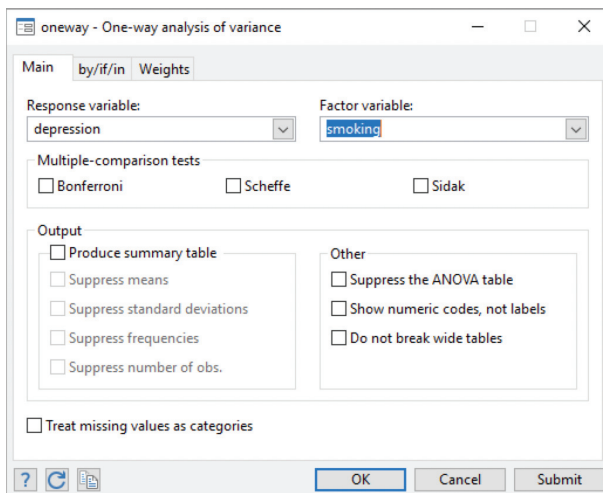 oneway - One-way analysis of variance
Main by/if/in Weights
Response variable: Factor variable:
depression smoking
Multiple-comparison tests
Bonferroni Scheffe Sidak
Output
Produce summary table
Suppress means
Suppress standard deviations
Suppress frequencies
Suppress number of obs.
Other
Suppress the ANOVA table
Show numeric codes, not labels
Do not break wide tables
Treat missing values as categories
? OK Cancel Submit